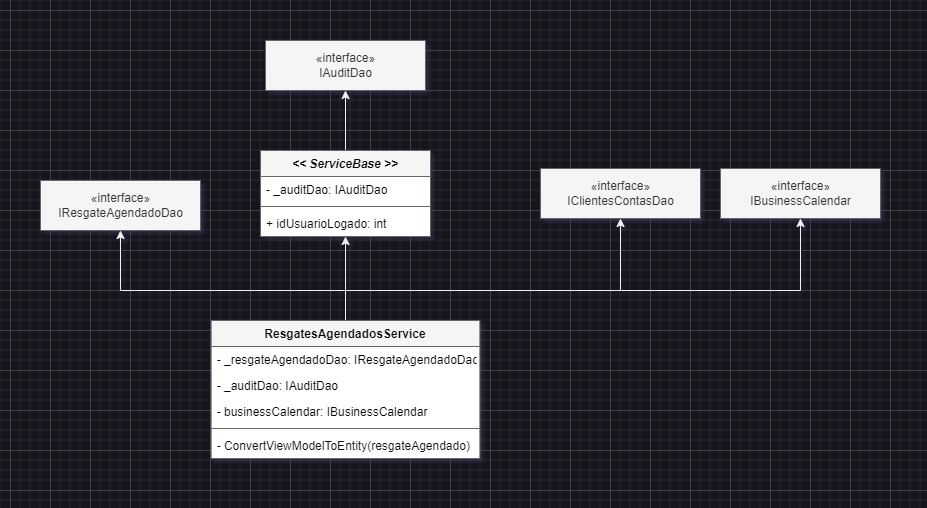 «interface»
IAuditDao
<< ServiceBase >>
- _auditDao: IAuditDao
+ idUsuarioLogado: int
«interface»
IResgateAgendadoDao
«interface»
IClientesContasDao
«interface»
IBusinessCalendar
ResgatesAgendadosService
- _resgateAgendadoDao: IResgateAgendadoDao
- _auditDao: IAuditDao
- businessCalendar: IBusinessCalendar
- ConvertViewModelToEntity(resgateAgendado)